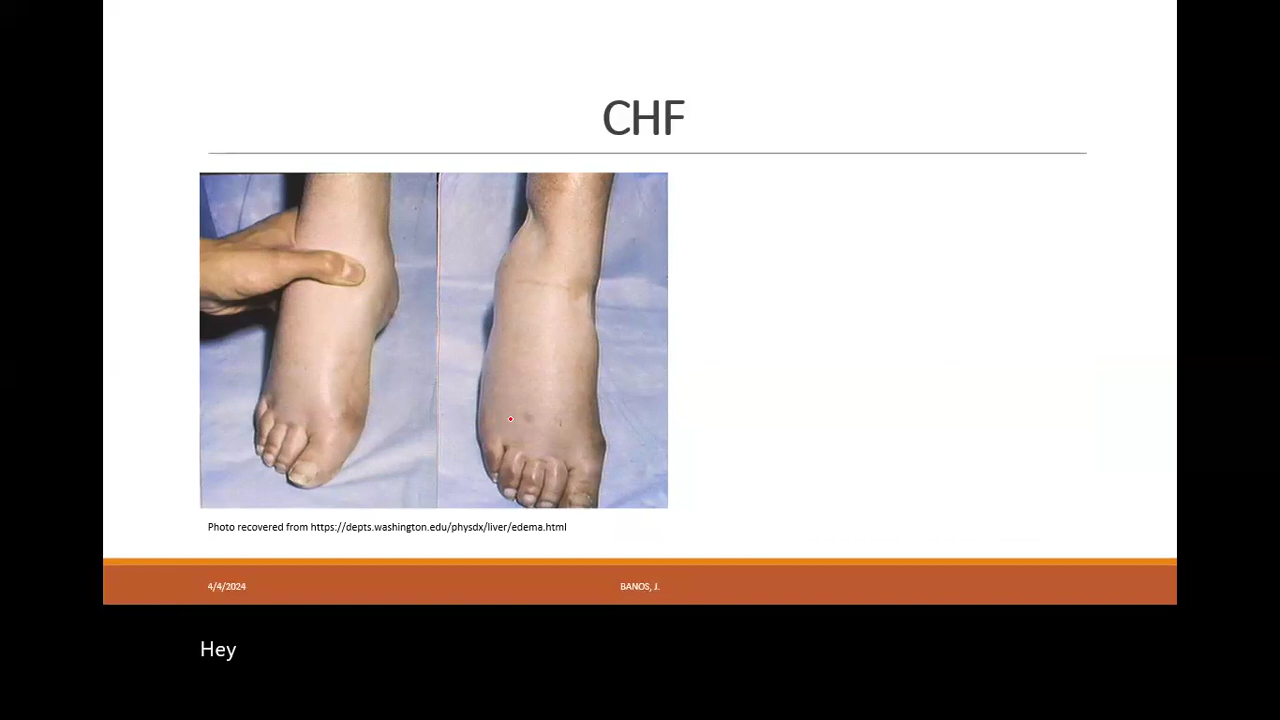 CHF
Photo recovered from https://depts.washington.edu/physdx/liver/edema.html
4/4/2024
BANOS, J.
Hey